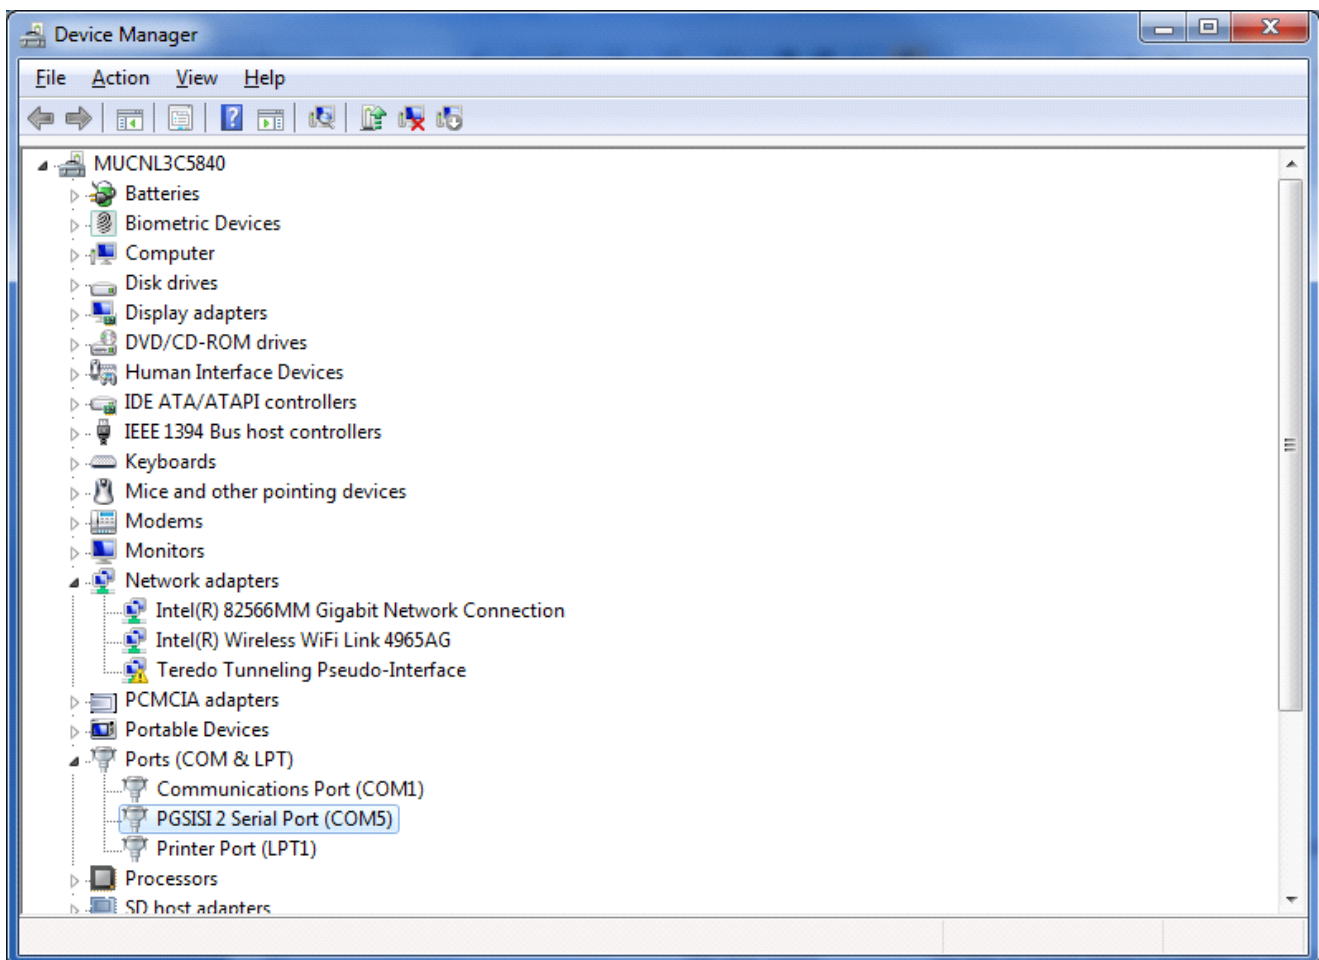 Device Manager
File Action View Help
MUCNL3C5840
Batteries
Biometric Devices
Computer
Disk drives
Display adapters
DVD/CD-ROM drives
Human Interface Devices
IDE ATA/ATAPI controllers
IEEE 1394 Bus host controllers
Keyboards
Mice and other pointing devices
Modems
Monitors
Network adapters
Intel(R) 82566MM Gigabit Network Connection
Intel(R) Wireless WiFi Link 4965AG
Teredo Tunneling Pseudo-Interface
PCMCIA adapters
Portable Devices
Ports (COM & LPT)
Communications Port (COM1)
PGSISI 2 Serial Port (COM5)
Printer Port (LPT1)
Processors
SD host adapters